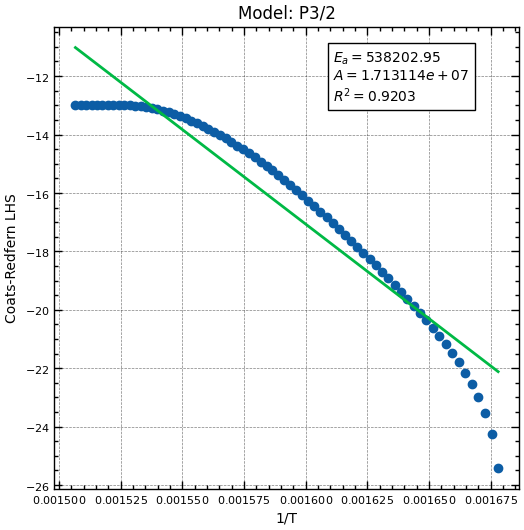 Model: P3/2
E_a = 538202.95
A = 1.713114e + 07
R^2 = 0.9203
Coats-Redfern LHS
−12
−14
−16
−18
−20
−22
−24
−26
0.001500 0.001525 0.001550 0.001575 0.001600 0.001625 0.001650 0.001675
1/T